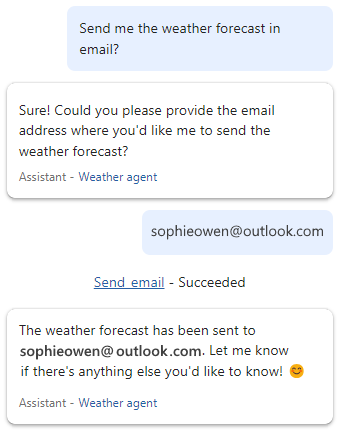 Send me the weather forecast in
email?
Sure! Could you please provide the email
address where you'd like me to send the
weather forecast?
Assistant - Weather agent
sophieowen@outlook.com
Send email - Succeeded
The weather forecast has been sent to
sophieowen@outlook.com. Let me know
if there's anything else you'd like to know! 😊
Assistant - Weather agent